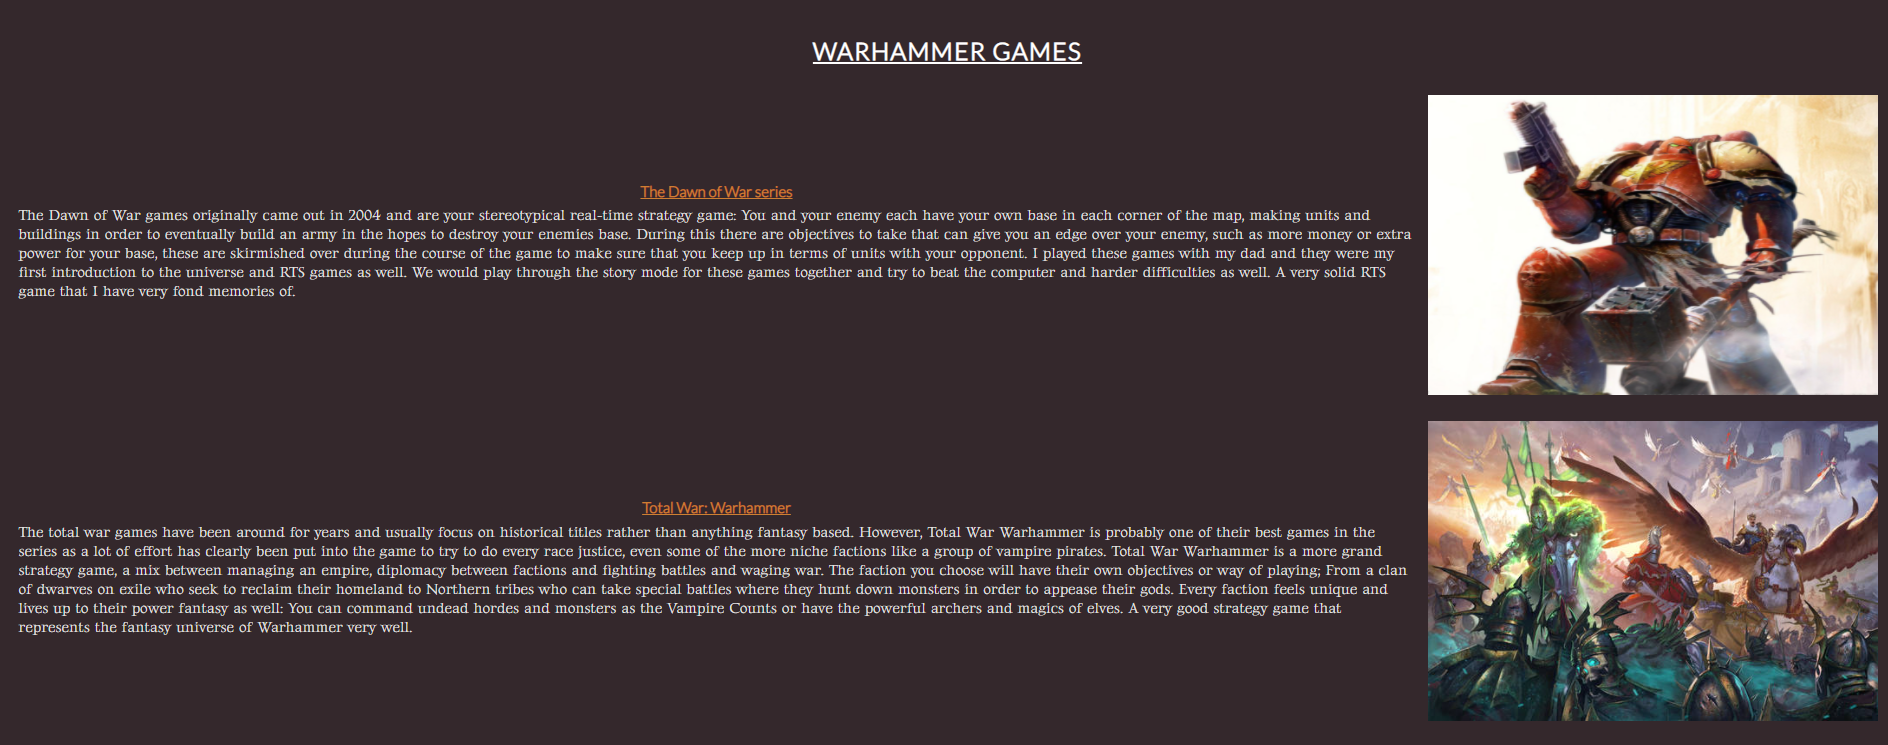 WARHAMMER GAMES
The Dawn of War series
The Dawn of War games originally came out in 2004 and are your stereotypical real-time strategy game: You and your enemy each have your own base in each corner of the map, making units and
buildings in order to eventually build an army in the hopes to destroy your enemies base. During this there are objectives to take that can give you an edge over your enemy, such as more money or extra
power for your base, these are skirmished over during the course of the game to make sure that you keep up in terms of units with your opponent. I played these games with my dad and they were my
first introduction to the universe and RTS games as well. We would play through the story mode for these games together and try to beat the computer and harder difficulties as well. A very solid RTS
game that I have very fond memories of.
Total War: Warhammer
The total war games have been around for years and usually focus on historical titles rather than anything fantasy based. However, Total War Warhammer is probably one of their best games in the
series as a lot of effort has clearly been put into the game to try to do every race justice, even some of the more niche factions like a group of vampire pirates. Total War Warhammer is a more grand
strategy game, a mix between managing an empire, diplomacy between factions and fighting battles and waging war. The faction you choose will have their own objectives or way of playing; From a clan
of dwarves on exile who seek to reclaim their homeland to Northern tribes who can take special battles where they hunt down monsters in order to appease their gods. Every faction feels unique and
lives up to their power fantasy as well: You can command undead hordes and monsters as the Vampire Counts or have the powerful archers and magics of elves. A very good strategy game that
represents the fantasy universe of Warhammer very well.